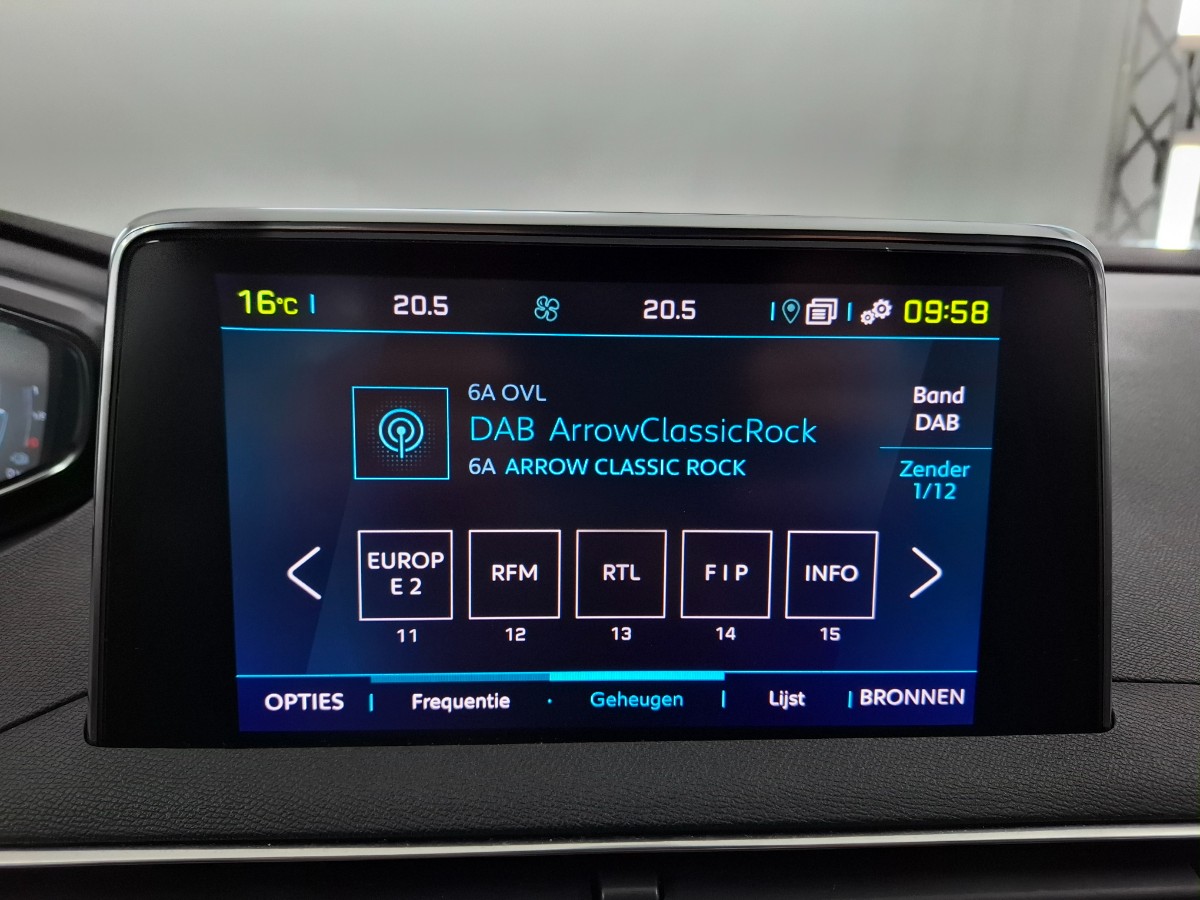 16°C 20.5 20.5 09:58
6A OVL
DAB ArrowClassicRock
6A ARROW CLASSIC ROCK
Band
DAB
Zender
1/12
EUROP
E 2
RFM
RTL
F I P
INFO
11 12 13 14 15
OPTIES Frequentie · Geheugen Lijst BRONNEN